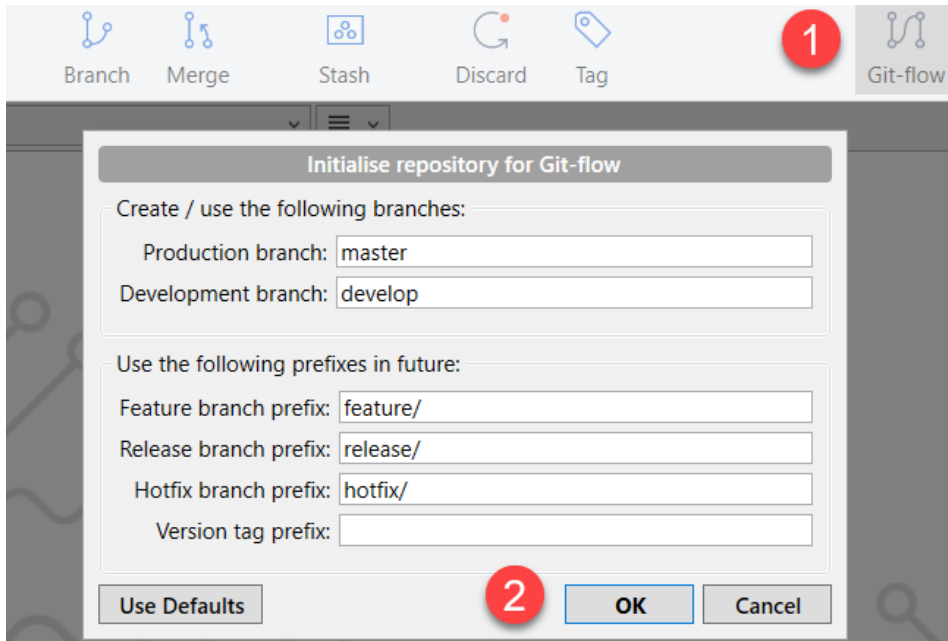 Branch Merge Stash Discard Tag 1 Git-flow
Initialise repository for Git-flow
Create / use the following branches:
Production branch: master
Development branch: develop
Use the following prefixes in future:
Feature branch prefix: feature/
Release branch prefix: release/
Hotfix branch prefix: hotfix/
Version tag prefix:
Use Defaults 2 OK Cancel